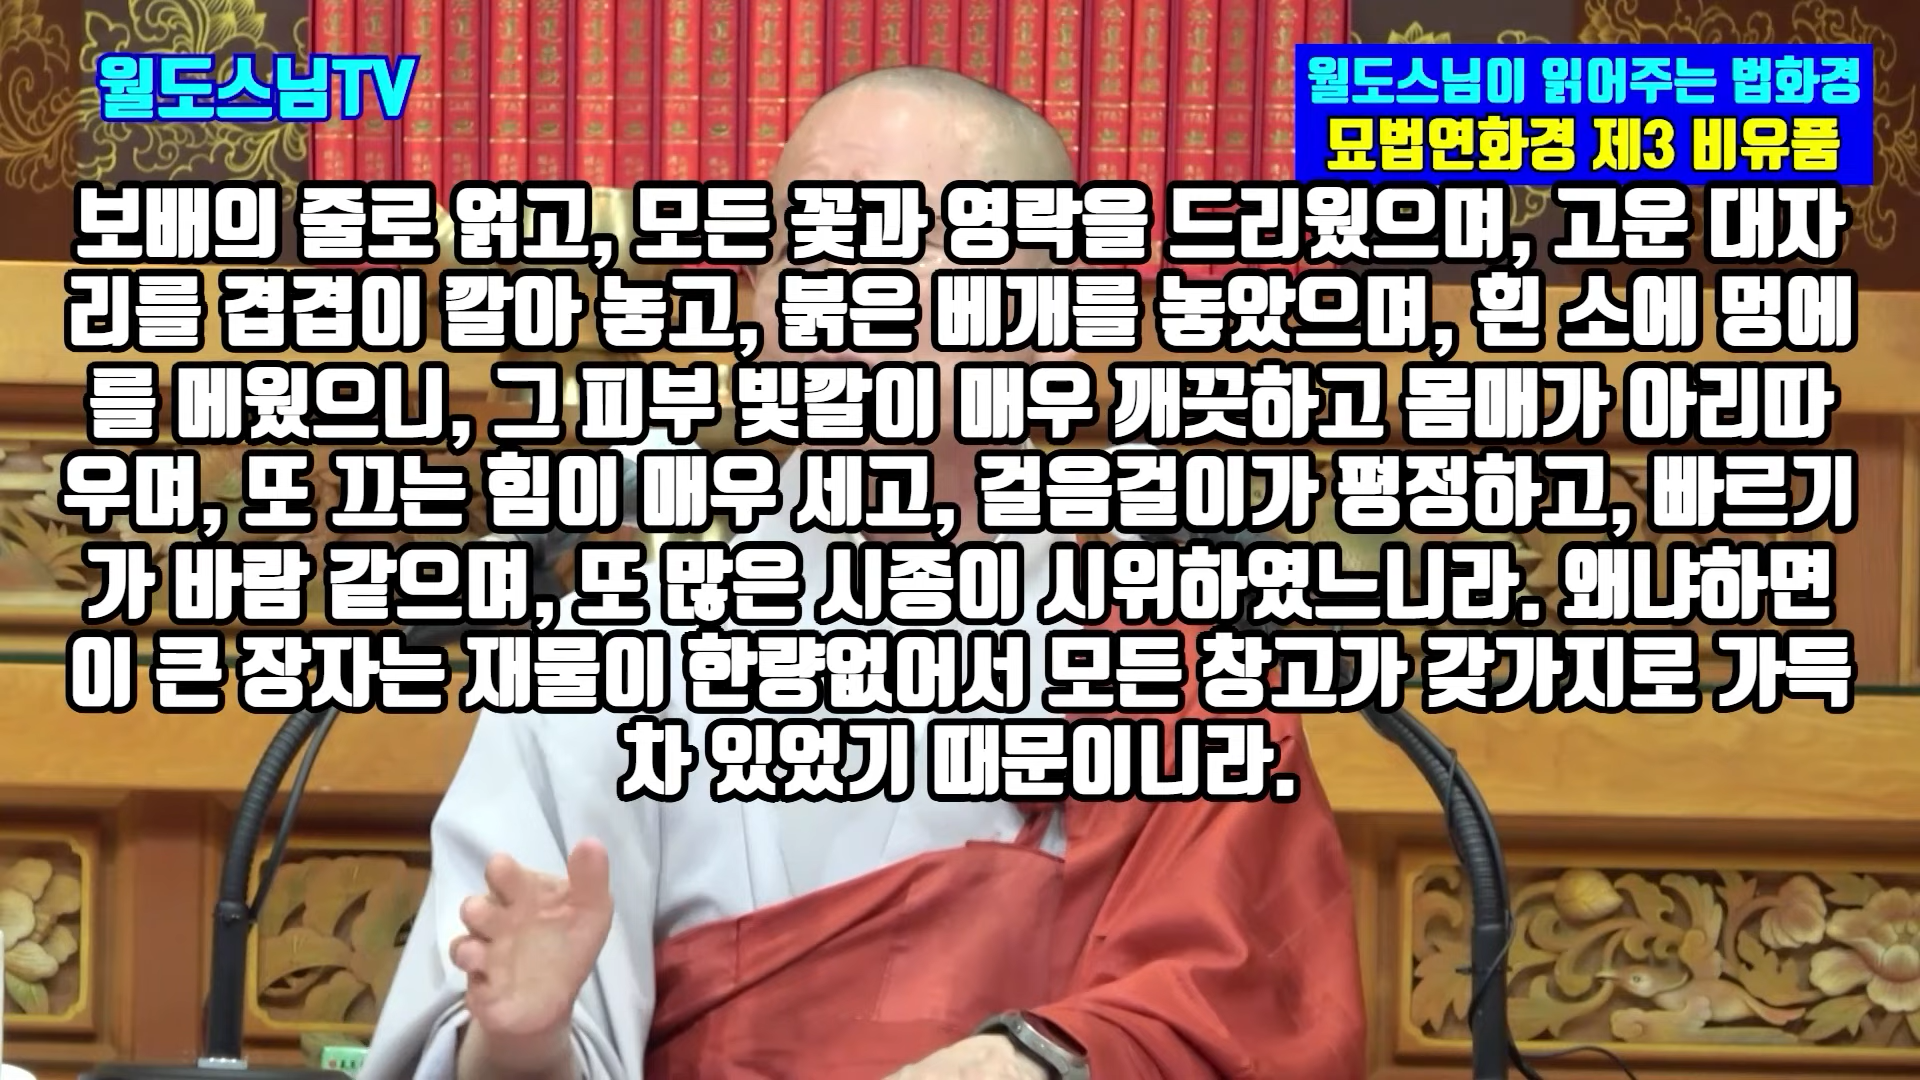 월도스님TV
월도스님이 읽어주는 법화경
묘법연화경 제3 비유품
보배의 줄로 얽고, 모든 꽃과 영락을 드리웠으며, 고운 대자
리를 겹겹이 깔아 놓고, 붉은 베개를 놓았으며, 흰 소에 멍에
를 메웠으니, 그 피부 빛깔이 매우 깨끗하고 몸매가 아리따
우며, 또 끄는 힘이 매우 세고, 걸음걸이가 평정하고, 빠르기
가 바람 같으며, 또 많은 시종이 시위하였느니라. 왜냐하면
이 큰 장자는 재물이 한량없어서 모든 창고가 갖가지로 가득
차 있었기 때문이니라.